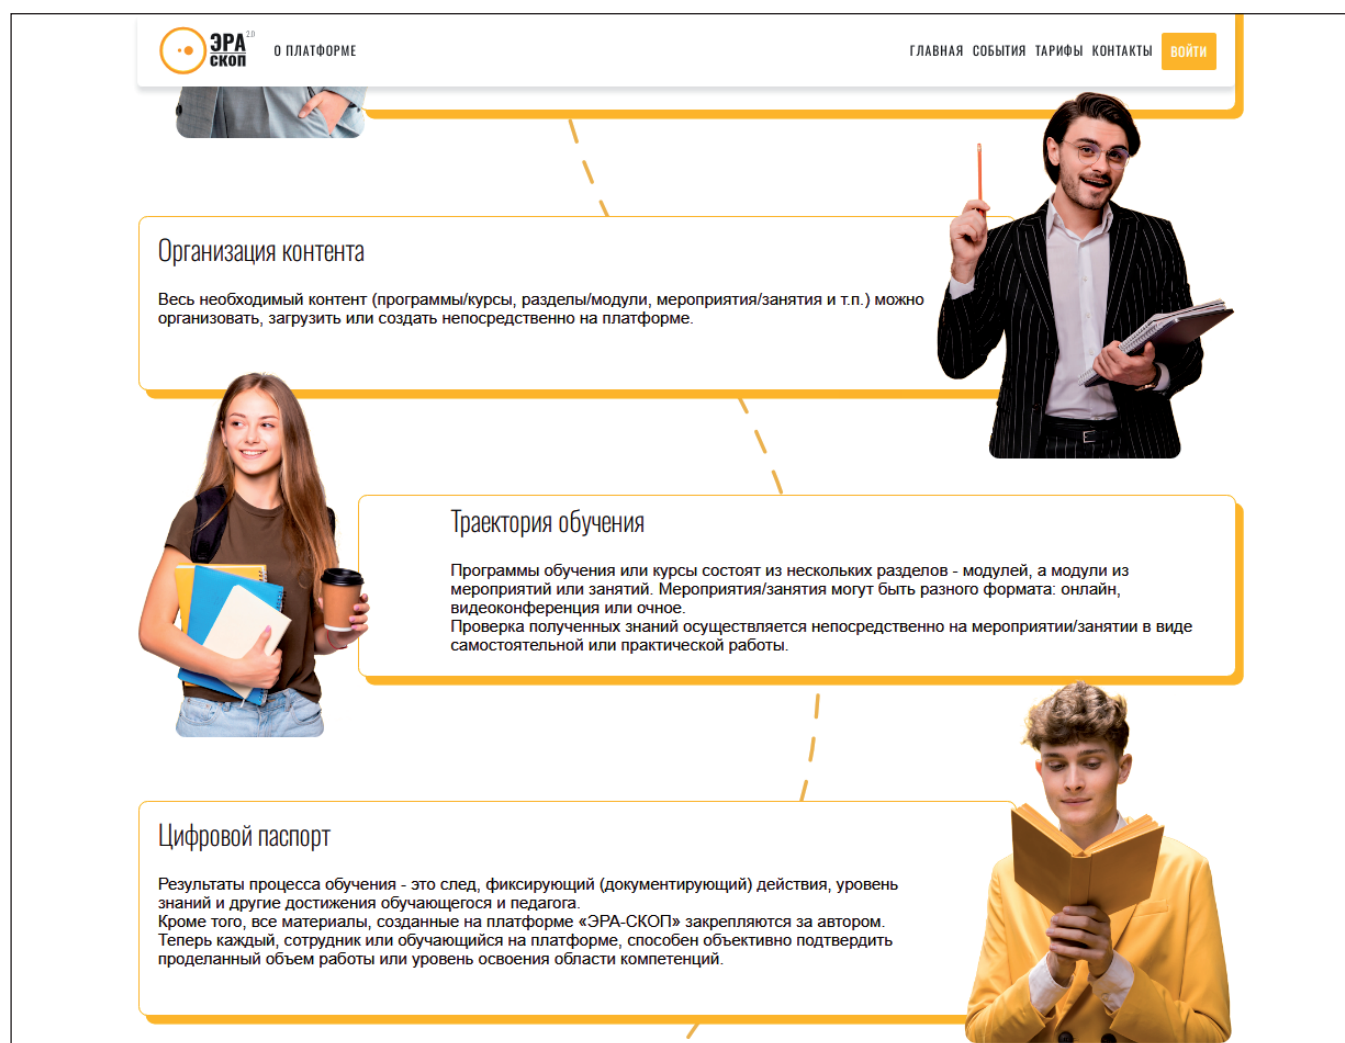 ЭРА 2.0
СКОП
О ПЛАТФОРМЕ
ГЛАВНАЯ СОБЫТИЯ ТАРИФЫ КОНТАКТЫ ВОЙТИ
Организация контента
Весь необходимый контент (программы/курсы, разделы/модули, мероприятия/занятия и т.п.) можно
организовать, загрузить или создать непосредственно на платформе.
Траектория обучения
Программы обучения или курсы состоят из нескольких разделов - модулей, а модули из
мероприятий или занятий. Мероприятия/занятия могут быть разного формата: онлайн,
видеоконференция или очное.
Проверка полученных знаний осуществляется непосредственно на мероприятии/занятии в виде
самостоятельной или практической работы.
Цифровой паспорт
Результаты процесса обучения - это след, фиксирующий (документирующий) действия, уровень
знаний и другие достижения обучающегося и педагога.
Кроме того, все материалы, созданные на платформе «ЭРА-СКОП» закрепляются за автором.
Теперь каждый, сотрудник или обучающийся на платформе, способен объективно подтвердить
проделанный объем работы или уровень освоения области компетенций.